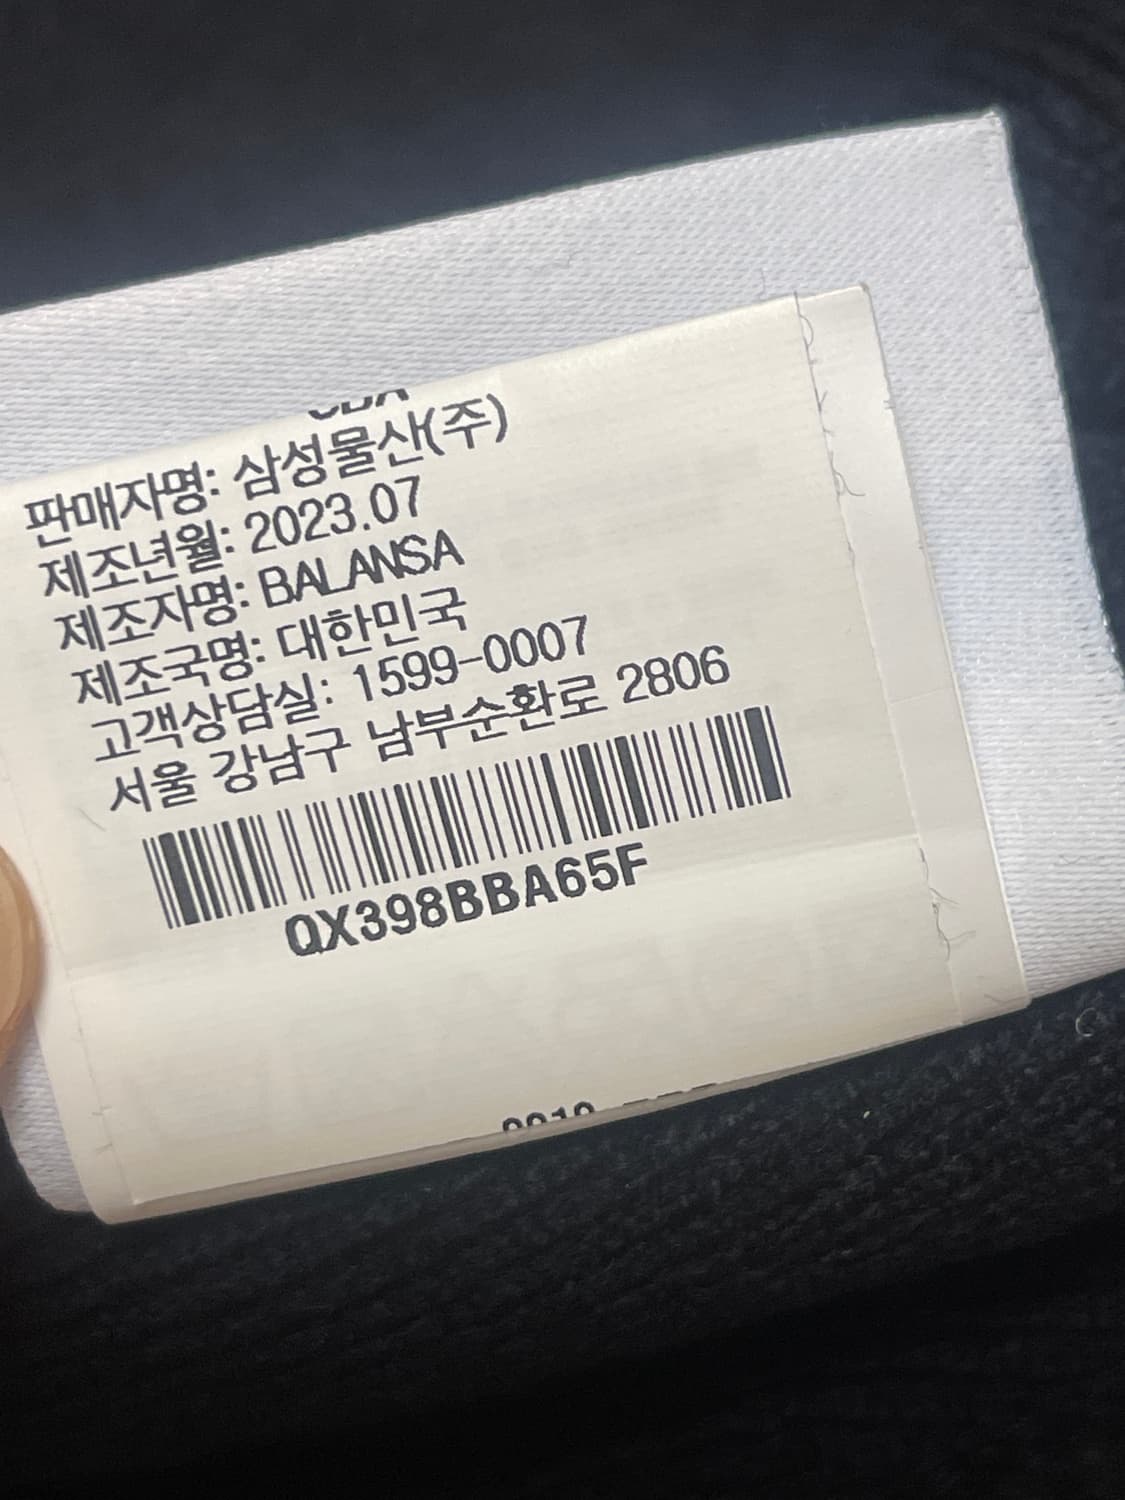 판매자명: 삼성물산(주)
제조년월: 2023.07
제조자명: BALANSA
제조국명: 대한민국
고객상담실: 1599-0007
서울 강남구 남부순환로 2806
QX398BBA65F